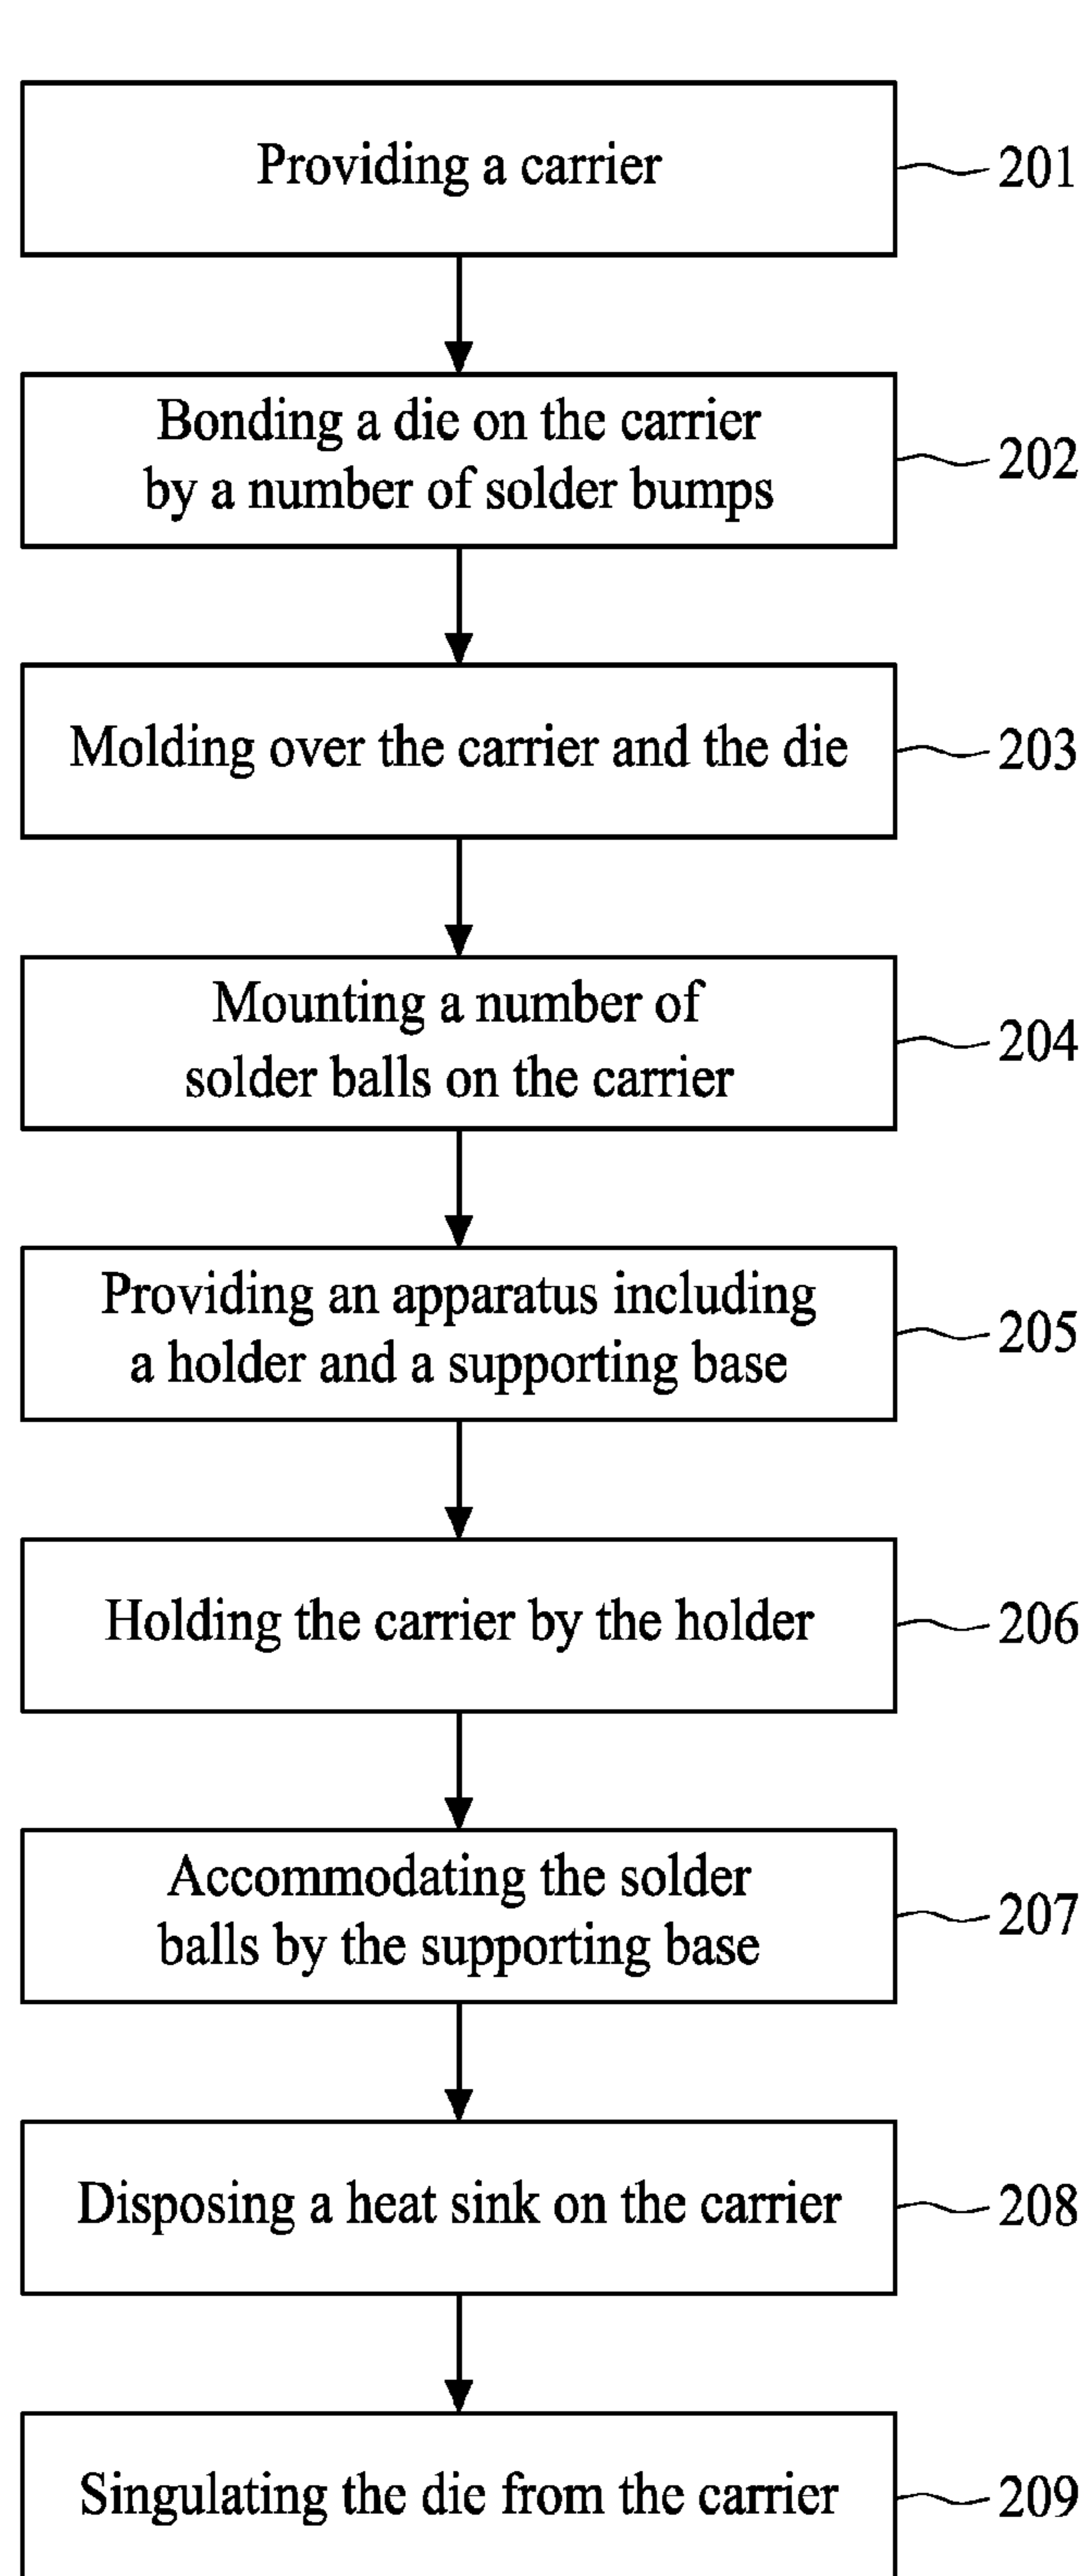 Providing a carrier
201
Bonding a die on the carrier
by a number of solder bumps
202
Molding over the carrier and the die
203
Mounting a number of
solder balls on the carrier
204
Providing an apparatus including
a holder and a supporting base
205
Holding the carrier by the holder
206
Accommodating the solder
balls by the supporting base
207
Disposing a heat sink on the carrier
208
Singulating the die from the carrier
209